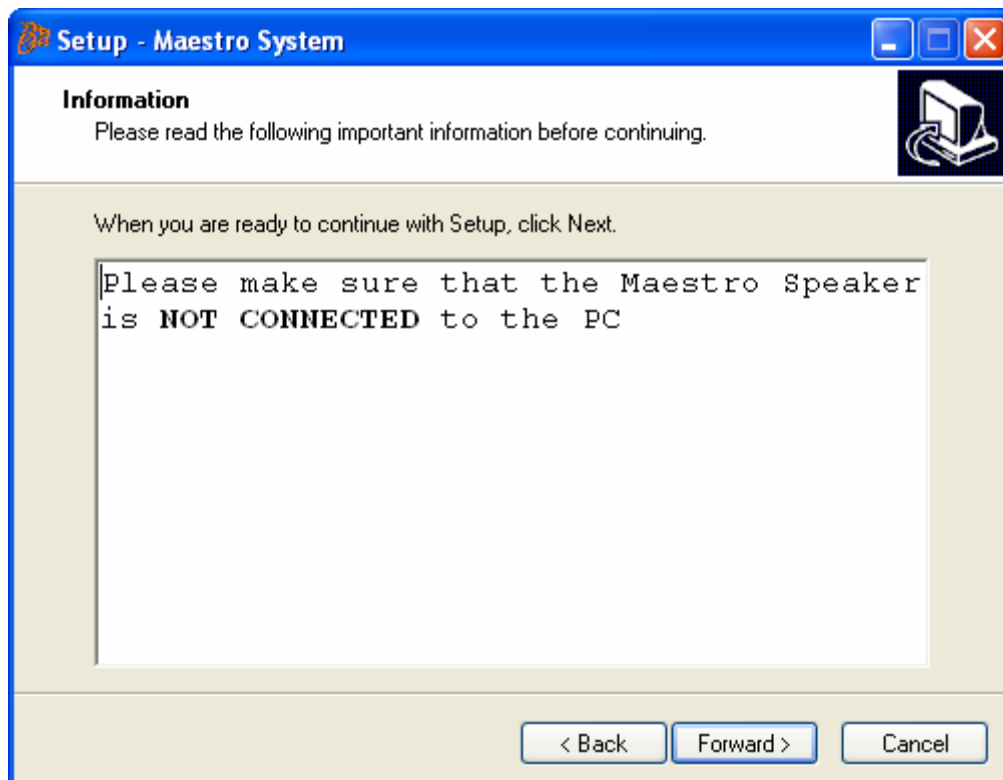 Setup - Maestro System
Information
Please read the following important information before continuing.
When you are ready to continue with Setup, click Next.
Please make sure that the Maestro Speaker
is NOT CONNECTED to the PC
< Back Forward > Cancel